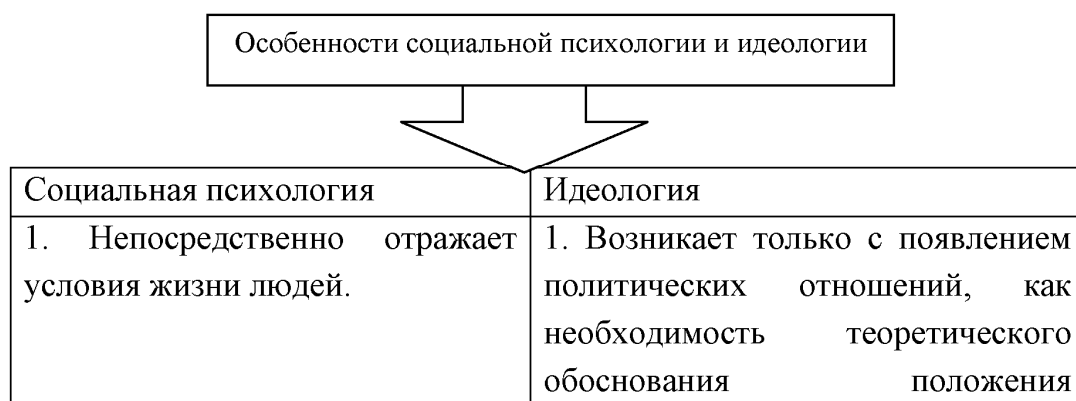 Особенности социальной психологии и идеологии
Социальная психология
Идеология
1. Непосредственно отражает
условия жизни людей.
1. Возникает только с появлением
политических отношений, как
необходимость теоретического
обоснования положения